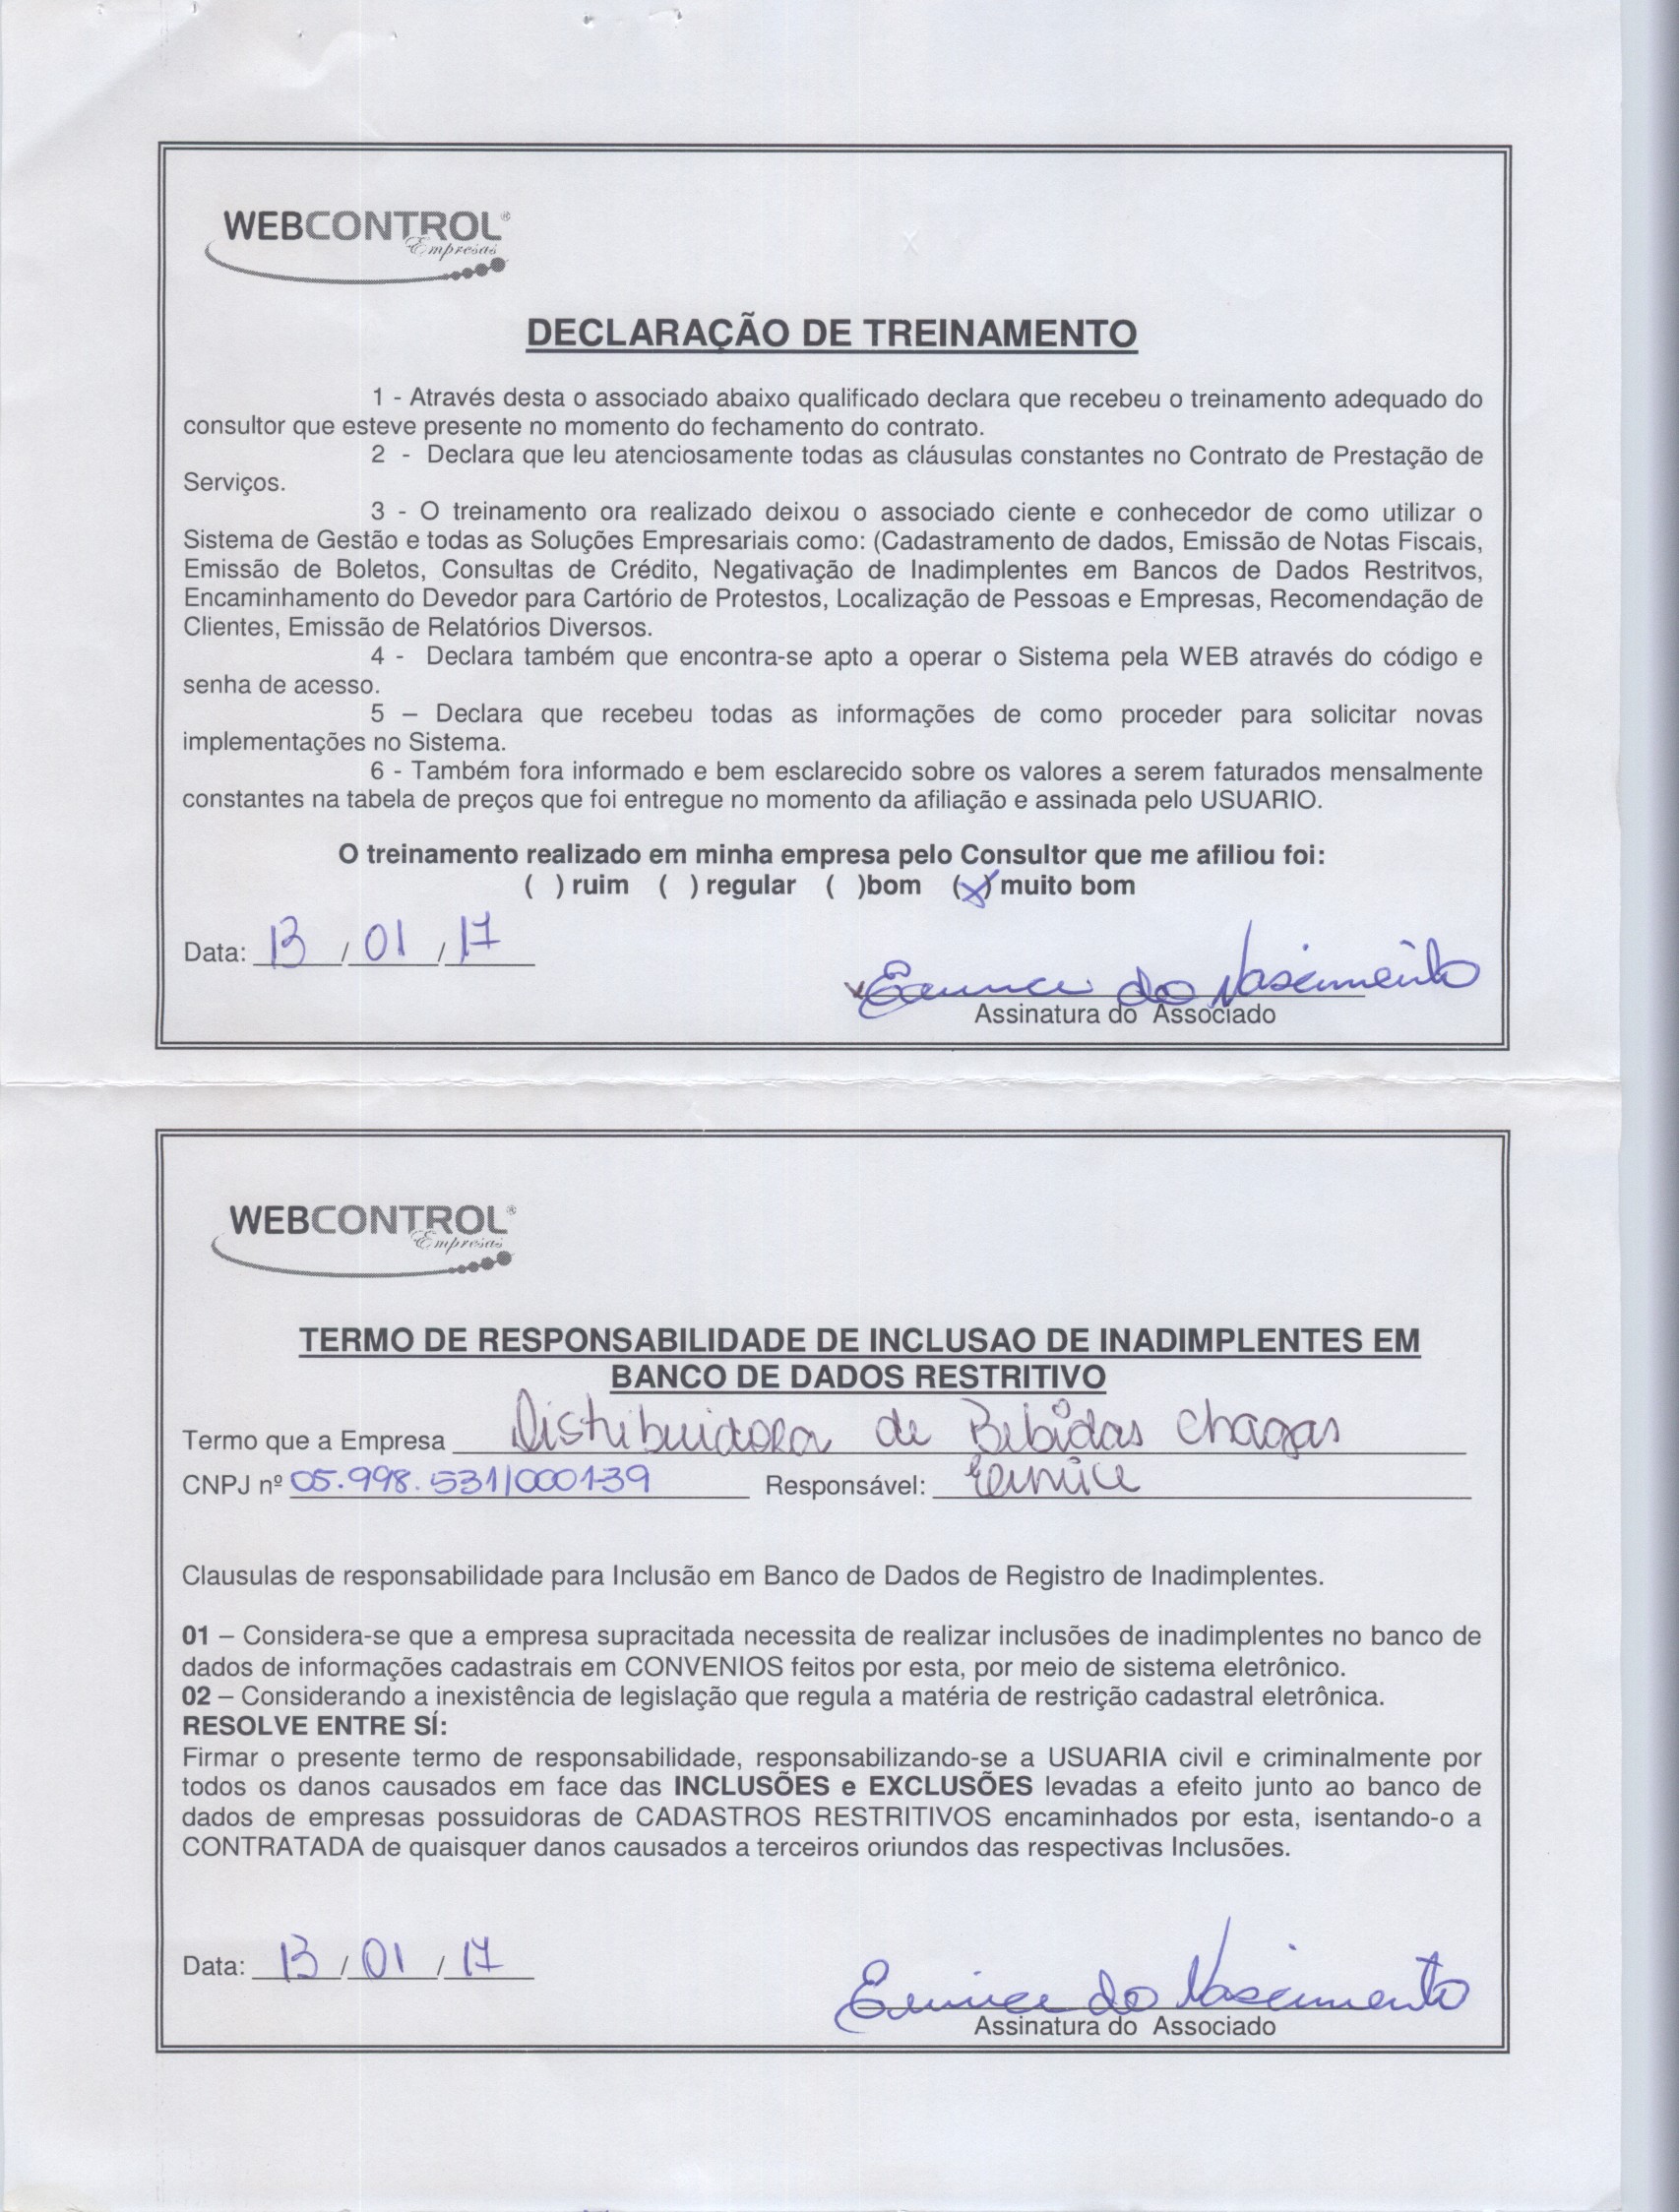 WEBCONTROL®
Empresas
DECLARAÇÃO DE TREINAMENTO
1 - Através desta o associado abaixo qualificado declara que recebeu o treinamento adequado do
consultor que esteve presente no momento do fechamento do contrato.
2 - Declara que leu atenciosamente todas as cláusulas constantes no Contrato de Prestação de
Serviços.
3 - O treinamento ora realizado deixou o associado ciente e conhecedor de como utilizar o
Sistema de Gestão e todas as Soluções Empresariais como: (Cadastramento de dados, Emissão de Notas Fiscais,
Emissão de Boletos, Consultas de Crédito, Negativação de Inadimplentes em Bancos de Dados Restritvos,
Encaminhamento do Devedor para Cartório de Protestos, Localização de Pessoas e Empresas, Recomendação de
Clientes, Emissão de Relatórios Diversos.
4 - Declara também que encontra-se apto a operar o Sistema pela WEB através do código e
senha de acesso.
5 – Declara que recebeu todas as informações de como proceder para solicitar novas
implementações no Sistema.
6 - Também fora informado e bem esclarecido sobre os valores a serem faturados mensalmente
constantes na tabela de preços que foi entregue no momento da afiliação e assinada pelo USUARIO.
O treinamento realizado em minha empresa pelo Consultor que me afiliou foi:
( ) ruim ( ) regular ( )bom (X) muito bom
Data: 13 / 01 / 17
Eunice do Nascimento
Assinatura do Associado
WEBCONTROL®
Empresas
TERMO DE RESPONSABILIDADE DE INCLUSAO DE INADIMPLENTES EM
BANCO DE DADOS RESTRITIVO
Termo que a Empresa Distribuidora de Bebidas Chagas
CNPJ nº 05.998.531/0001-39 Responsável: Eunice
Clausulas de responsabilidade para Inclusão em Banco de Dados de Registro de Inadimplentes.
01 – Considera-se que a empresa supracitada necessita de realizar inclusões de inadimplentes no banco de
dados de informações cadastrais em CONVENIOS feitos por esta, por meio de sistema eletrônico.
02 – Considerando a inexistência de legislação que regula a matéria de restrição cadastral eletrônica.
RESOLVE ENTRE SÍ:
Firmar o presente termo de responsabilidade, responsabilizando-se a USUARIA civil e criminalmente por
todos os danos causados em face das INCLUSÕES e EXCLUSÕES levadas a efeito junto ao banco de
dados de empresas possuidoras de CADASTROS RESTRITIVOS encaminhados por esta, isentando-o a
CONTRATADA de quaisquer danos causados a terceiros oriundos das respectivas Inclusões.
Data: 13 / 01 / 17
Eunice do Nascimento
Assinatura do Associado